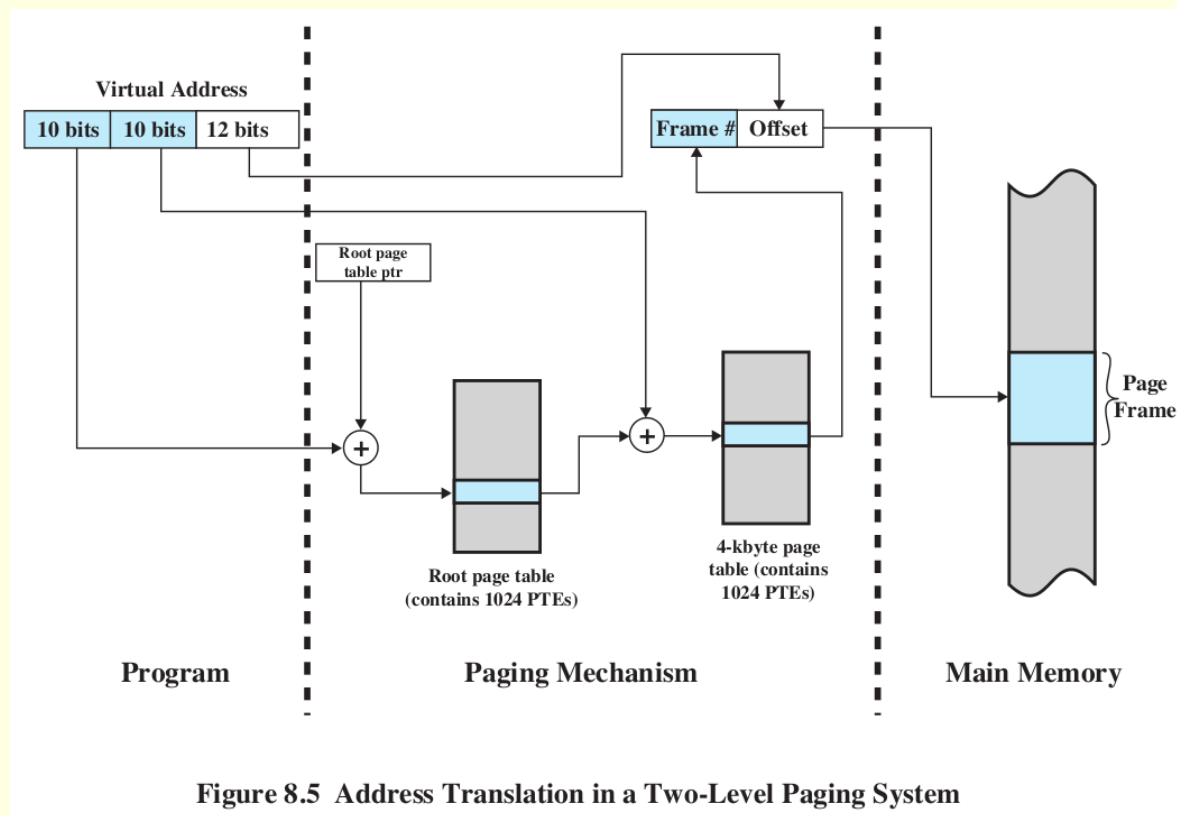 Virtual Address
10 bits 10 bits 12 bits
Frame # Offset
Root page
table ptr
+
+
Page
Frame
Root page table
(contains 1024 PTEs)
4-kbyte page
table (contains
1024 PTEs)
Program
Paging Mechanism
Main Memory
Figure 8.5 Address Translation in a Two-Level Paging System